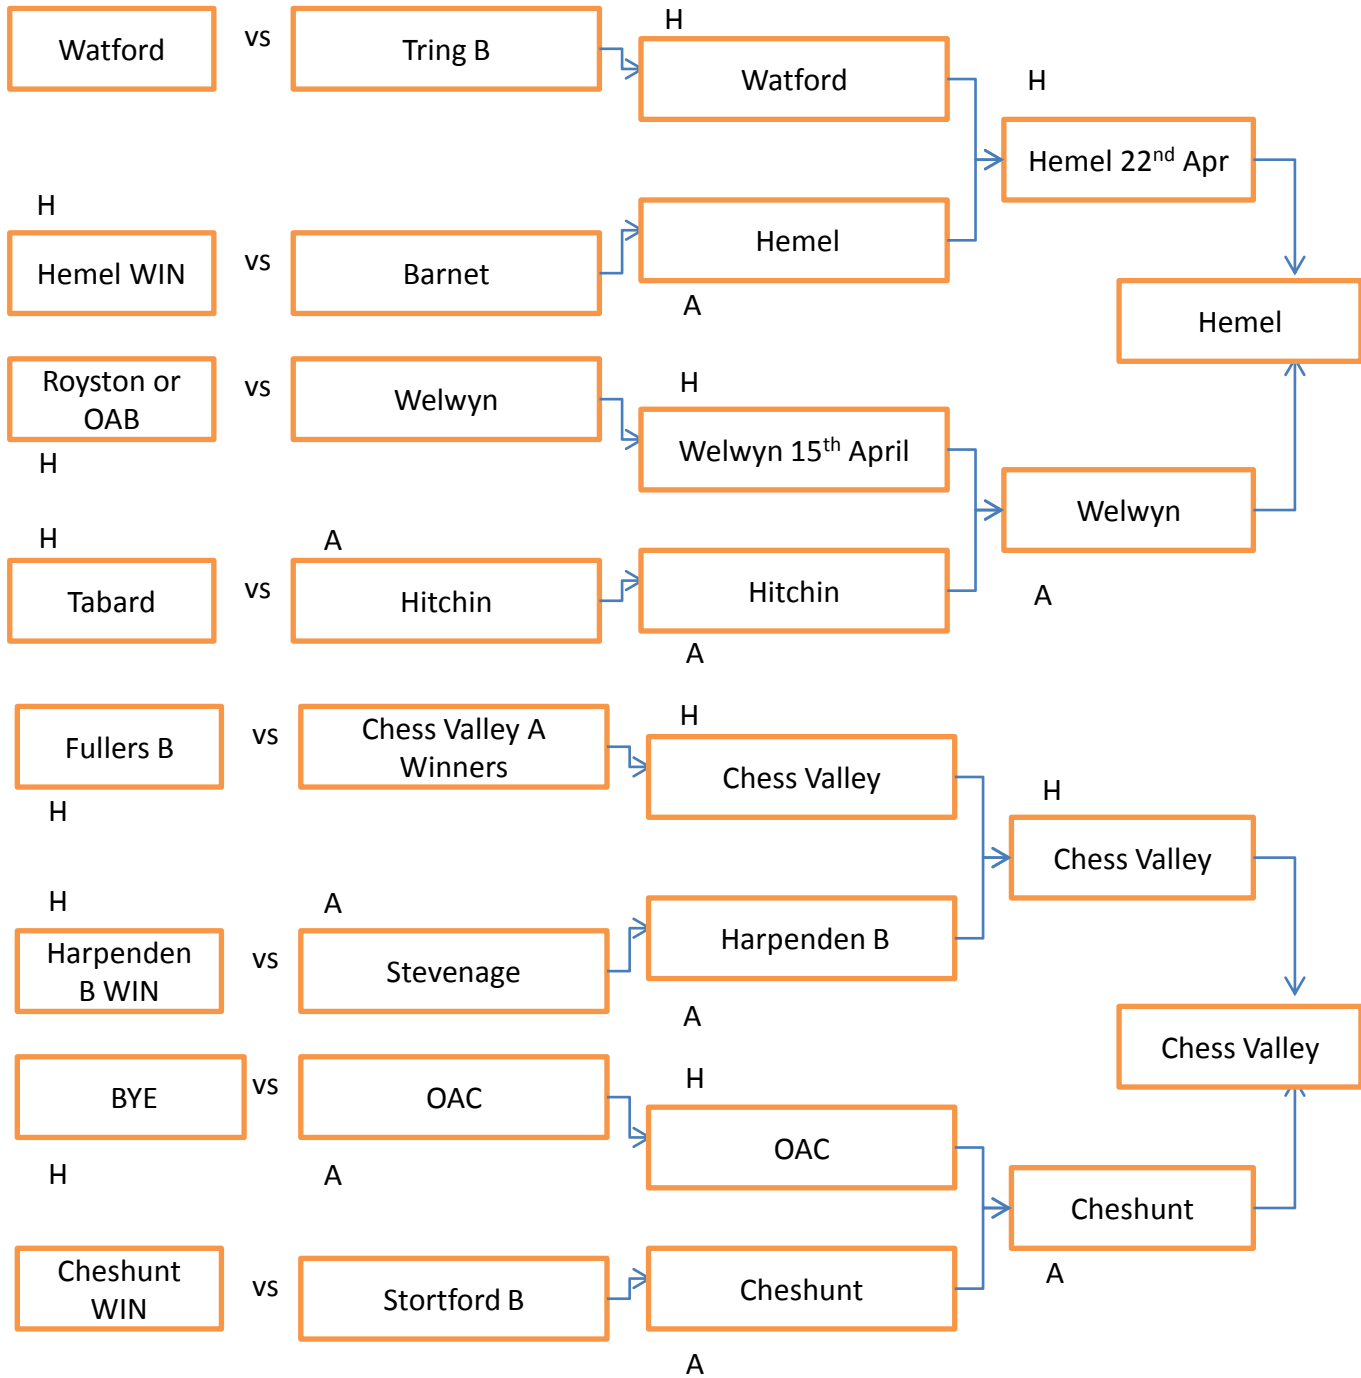 H
Watford
vs
Tring B
Watford
H
Hemel 22nd Apr
H
Hemel WIN
vs
Barnet
Hemel
A
Hemel
Royston or
OAB
H
vs
Welwyn
H
Welwyn 15th April
Welwyn
A
H
Tabard
vs
A
Hitchin
Hitchin
A
Fullers B
H
vs
Chess Valley A
Winners
H
Chess Valley
H
Chess Valley
H
Harpenden
B WIN
vs
A
Stevenage
Harpenden B
A
Chess Valley
BYE
H
vs
OAC
A
H
OAC
Cheshunt
A
Cheshunt
WIN
vs
Stortford B
Cheshunt
A